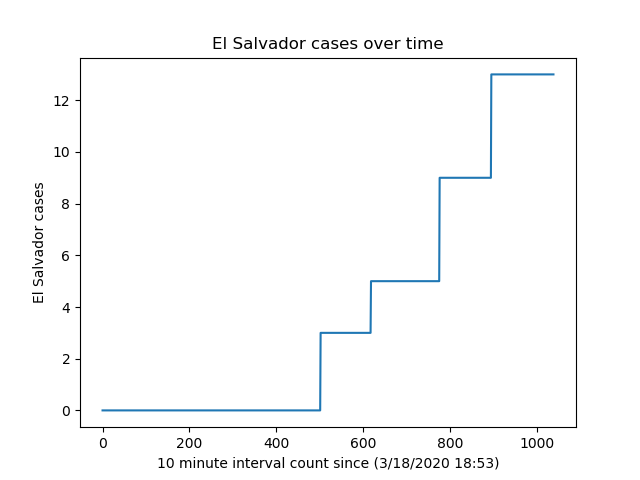 El Salvador cases over time
12
10
8
6
4
2
0
El Salvador cases
0 200 400 600 800 1000
10 minute interval count since (3/18/2020 18:53)